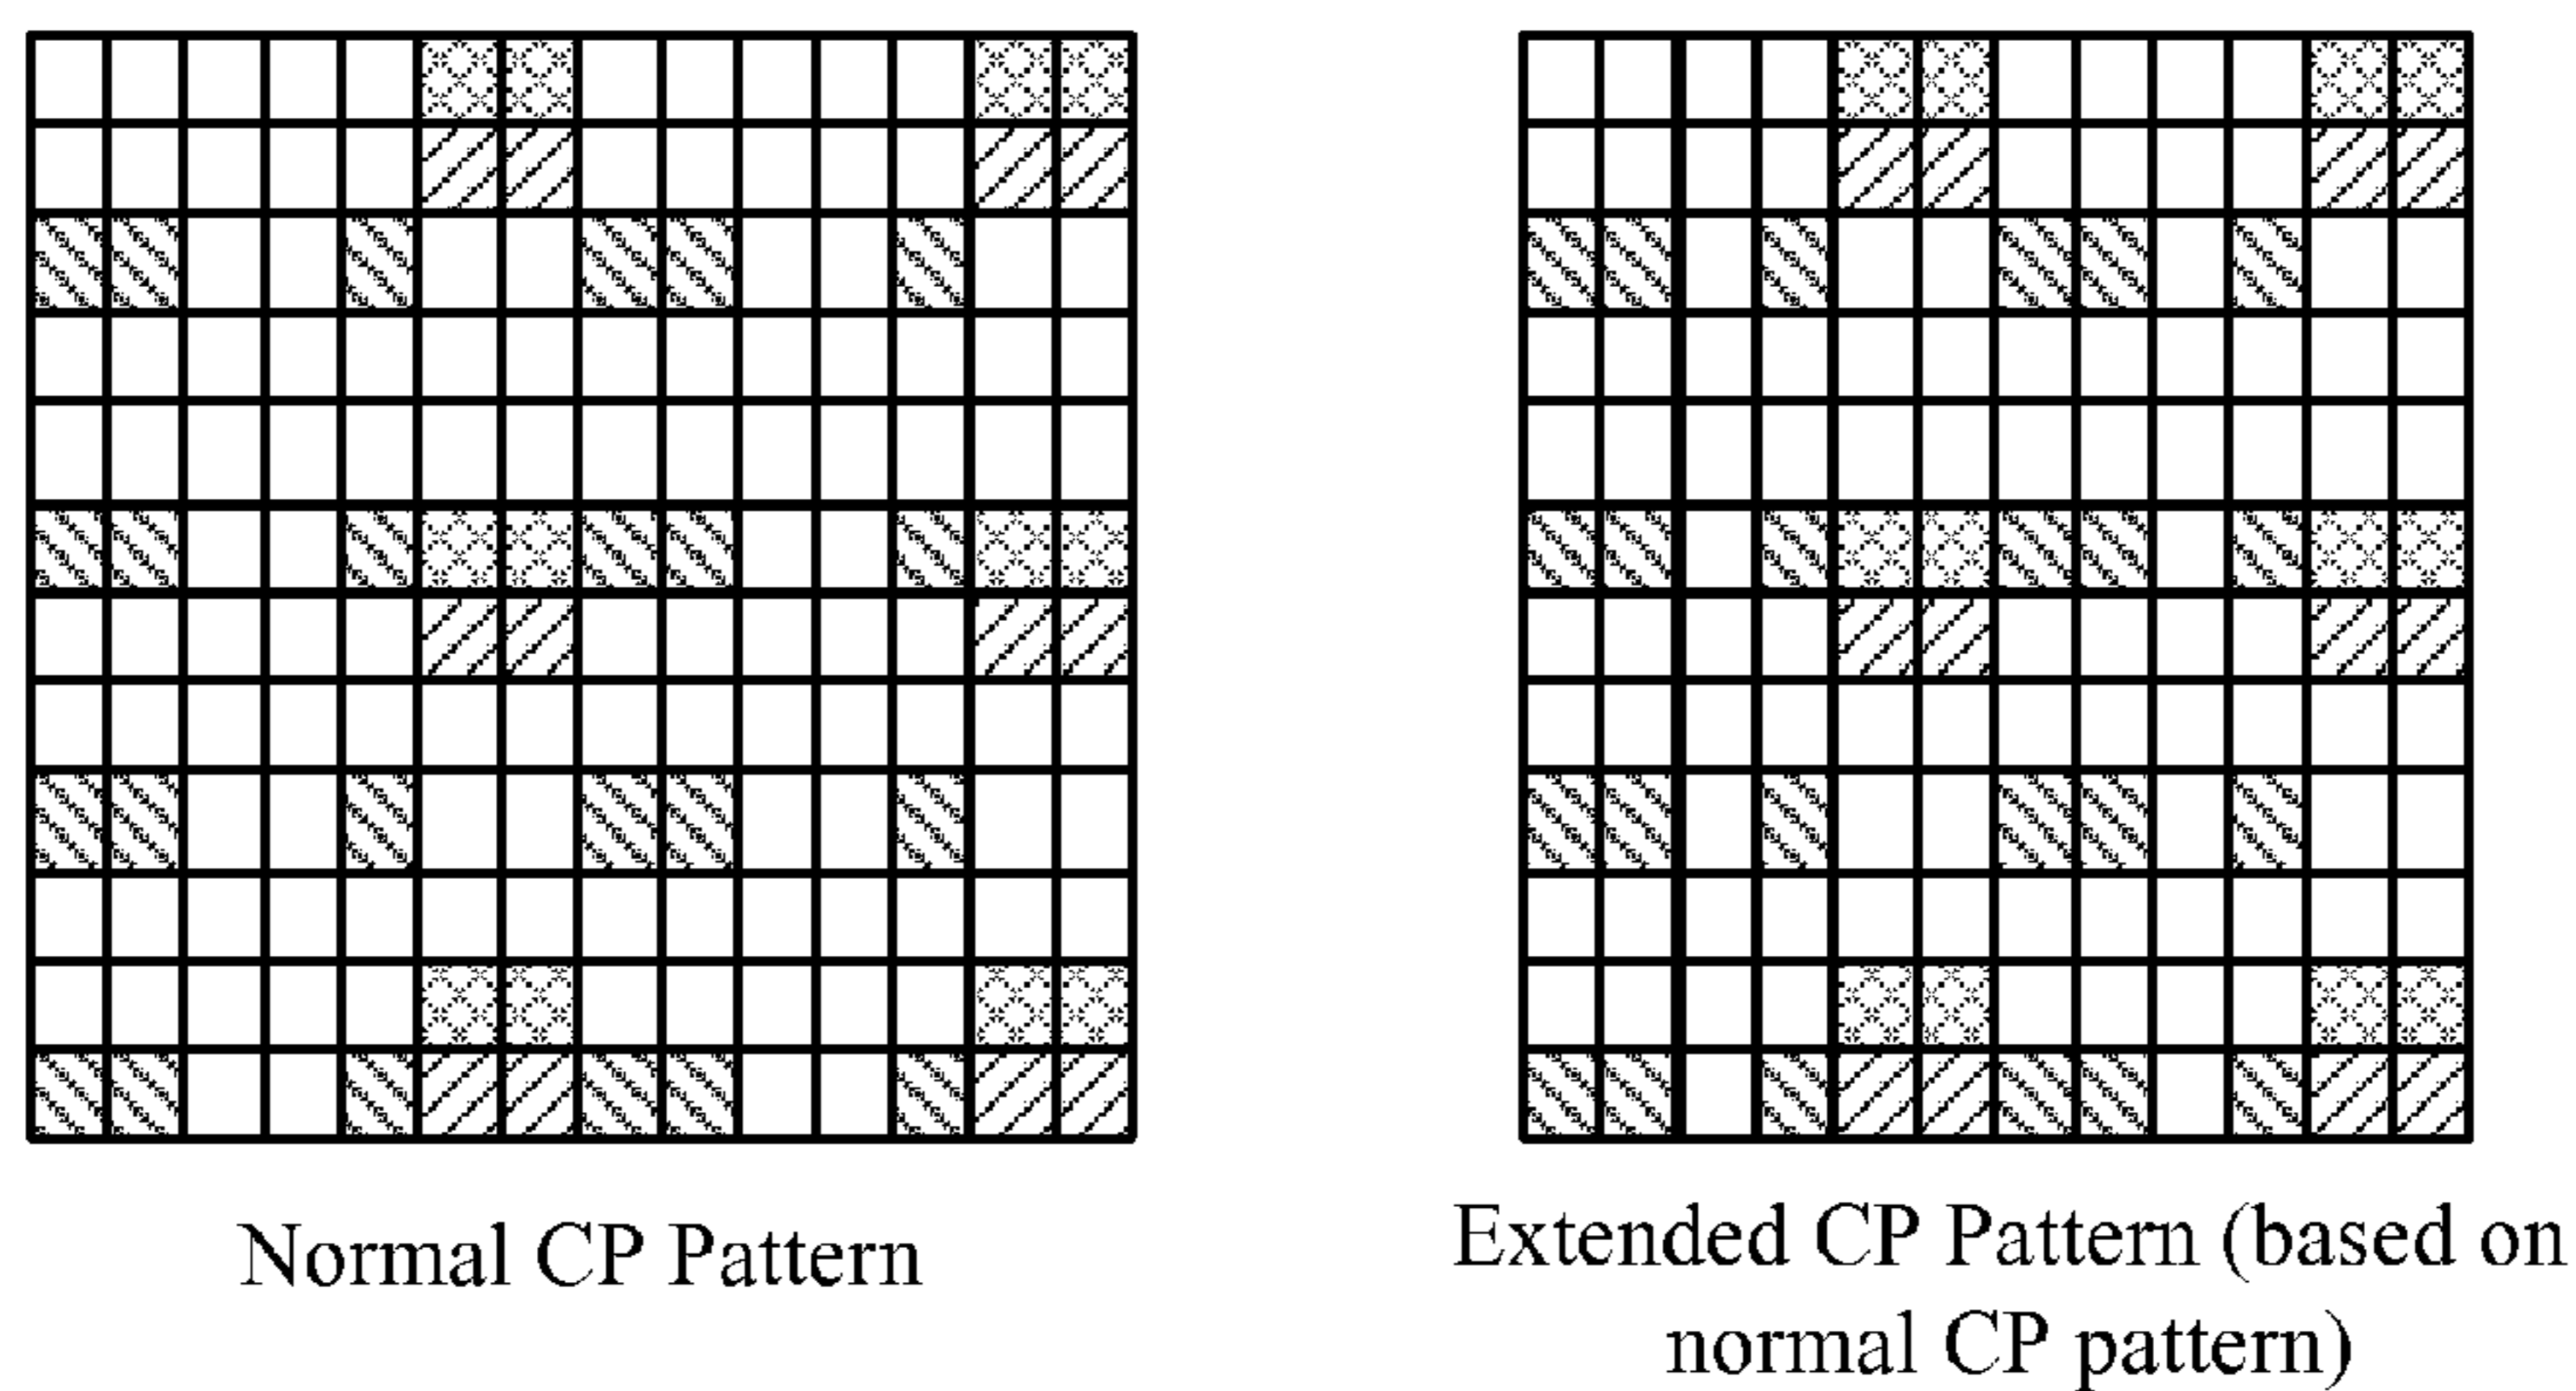 Normal CP Pattern
Extended CP Pattern (based on
normal CP pattern)